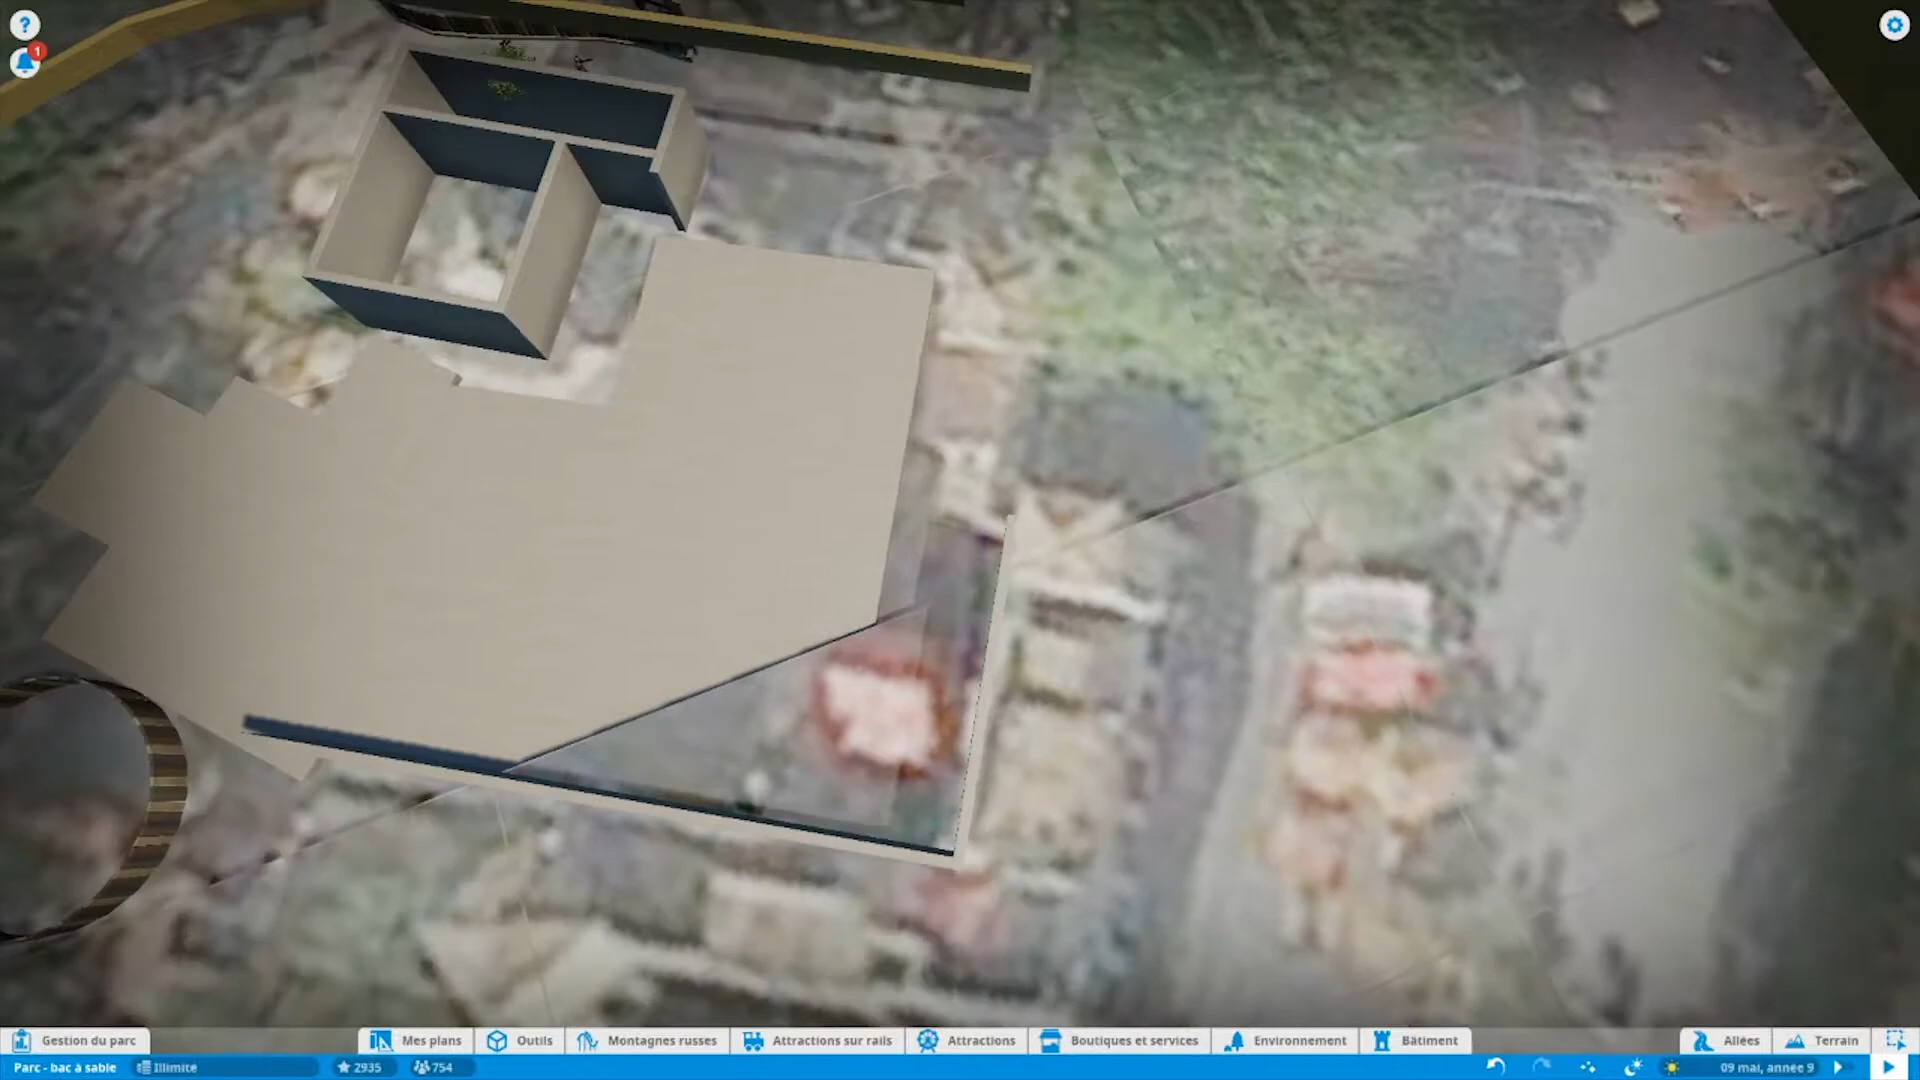 ?
1
Gestion du parc
Mes plans
Outils
Montagnes russes
Attractions sur rails
Attractions
Boutiques et services
Environnement
Bâtiment
Allées
Terrain
Parc - bac à sable
Illimité
2935
754
09 mai, année 9